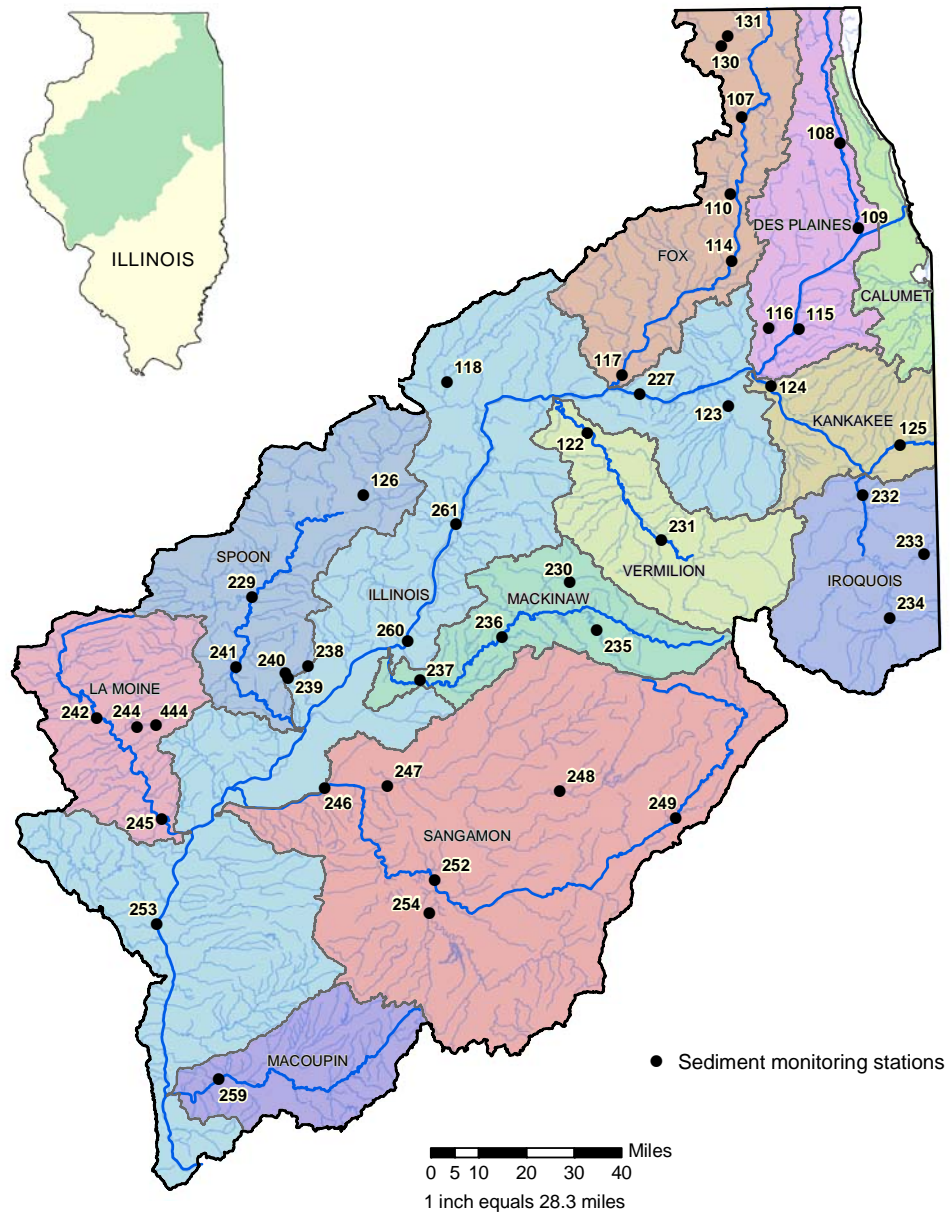 131
130
107
108
110
109
DES PLAINES
114
FOX
ILLINOIS
CALUMET
116
115
117
118
227
124
123
KANKAKEE
125
122
126
232
261
231
233
SPOON
VERMILION
230
IROQUOIS
229
ILLINOIS
MACKINAW
234
236
235
260
241
240
238
239
237
LA MOINE
242
244
444
247
248
246
249
245
SANGAMON
252
254
253
MACOUPIN
Sediment monitoring stations
259
Miles
0 5 10 20 30 40
1 inch equals 28.3 miles